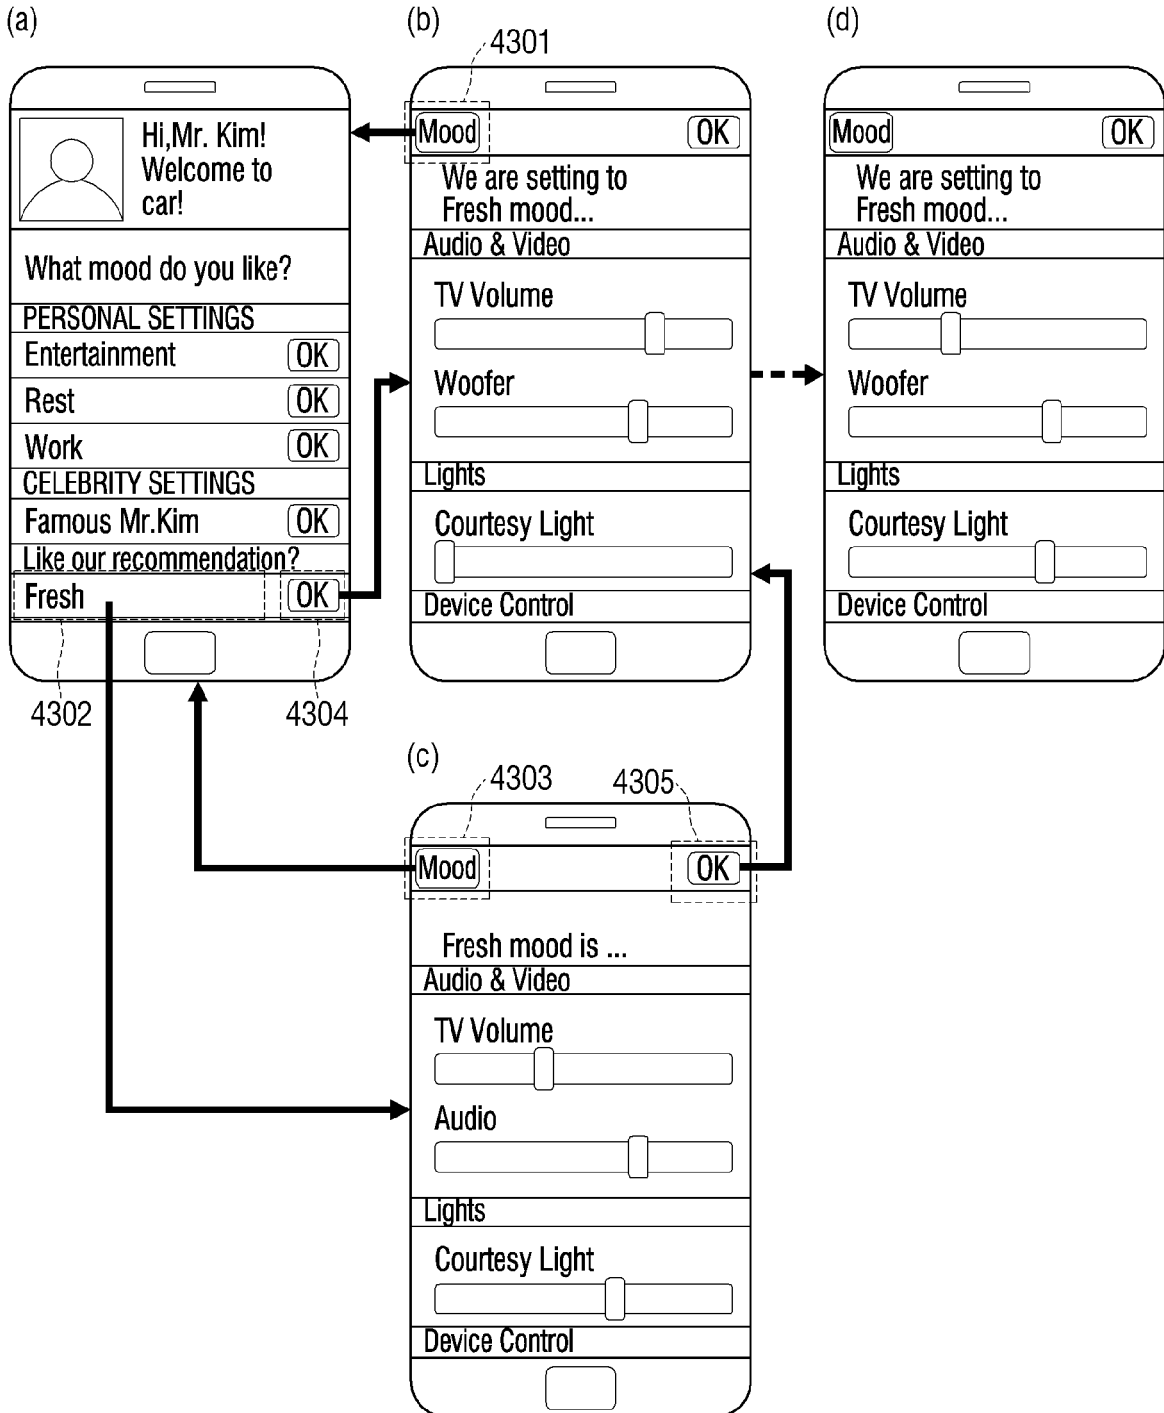 (a)
Hi,Mr. Kim!
Welcome to
car!
What mood do you like?
PERSONAL SETTINGS
Entertainment OK
Rest OK
Work OK
CELEBRITY SETTINGS
Famous Mr.Kim OK
Like our recommendation?
Fresh OK
4302
4304
(b)
4301
Mood OK
We are setting to
Fresh mood...
Audio & Video
TV Volume
Woofer
Lights
Courtesy Light
Device Control
(d)
Mood OK
We are setting to
Fresh mood...
Audio & Video
TV Volume
Woofer
Lights
Courtesy Light
Device Control
(c)
4303
4305
Mood OK
Fresh mood is ...
Audio & Video
TV Volume
Audio
Lights
Courtesy Light
Device Control